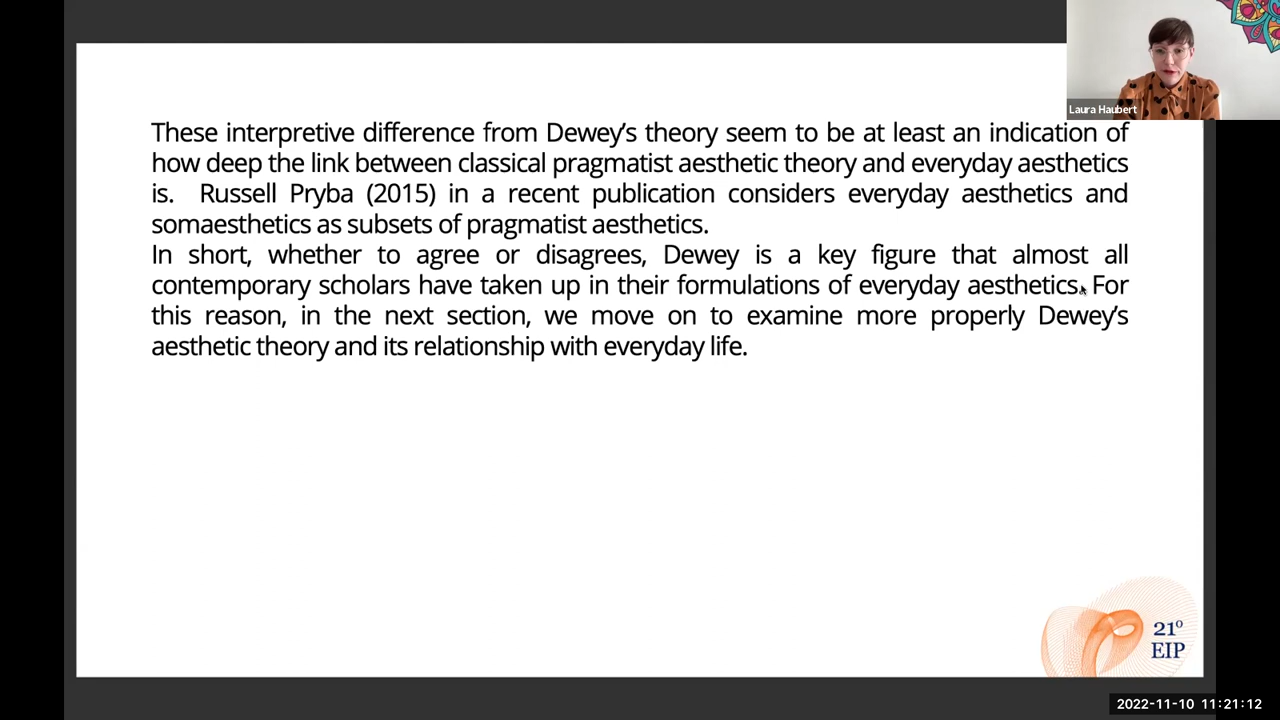 Laura Haubert
These interpretive difference from Dewey’s theory seem to be at least an indication of
how deep the link between classical pragmatist aesthetic theory and everyday aesthetics
is. Russell Pryba (2015) in a recent publication considers everyday aesthetics and
somaesthetics as subsets of pragmatist aesthetics.
In short, whether to agree or disagrees, Dewey is a key figure that almost all
contemporary scholars have taken up in their formulations of everyday aesthetics. For
this reason, in the next section, we move on to examine more properly Dewey’s
aesthetic theory and its relationship with everyday life.
21º
EIP
2022-11-10 11:21:12